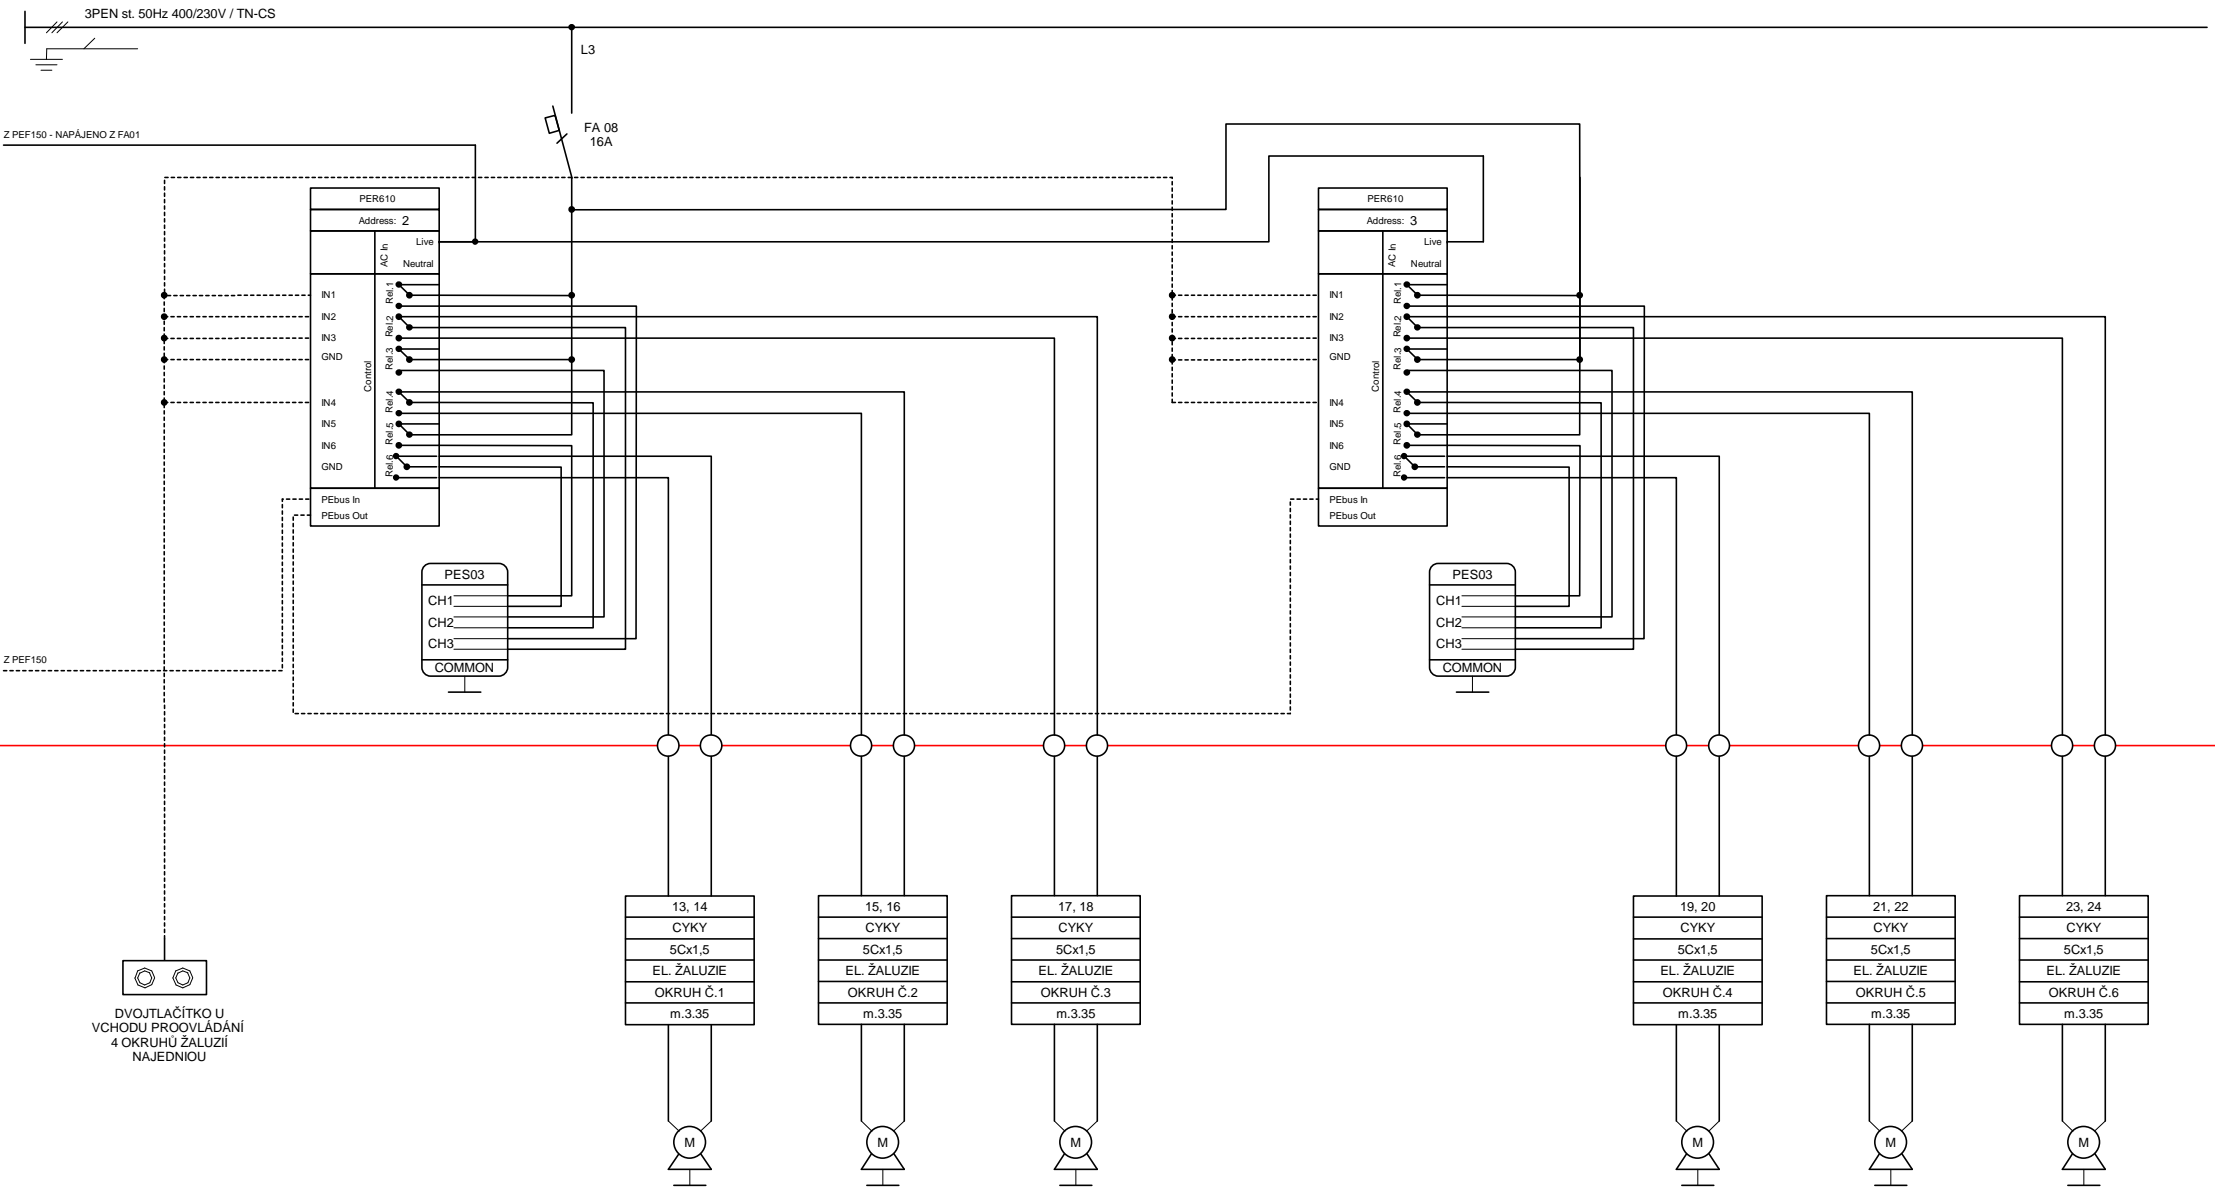 3PEN st. 50Hz 400/230V / TN-CS
L3
FA 08
16A
Z PEF150 - NAPÁJENO Z FA01
PER610
Address: 2
AC In
Live
Neutral
Control
IN1
IN2
IN3
GND
IN4
IN5
IN6
GND
Rel.1
Rel.2
Rel.3
Rel.4
Rel.5
Rel.6
PEbus In
PEbus Out
PER610
Address: 3
AC In
Live
Neutral
Control
IN1
IN2
IN3
GND
IN4
IN5
IN6
GND
Rel.1
Rel.2
Rel.3
Rel.4
Rel.5
Rel.6
PEbus In
PEbus Out
PES03
CH1
CH2
CH3
COMMON
PES03
CH1
CH2
CH3
COMMON
Z PEF150
13, 14
CYKY
5Cx1,5
EL. ŽALUZIE
OKRUH Č.1
m.3.35
15, 16
CYKY
5Cx1,5
EL. ŽALUZIE
OKRUH Č.2
m.3.35
17, 18
CYKY
5Cx1,5
EL. ŽALUZIE
OKRUH Č.3
m.3.35
19, 20
CYKY
5Cx1,5
EL. ŽALUZIE
OKRUH Č.4
m.3.35
21, 22
CYKY
5Cx1,5
EL. ŽALUZIE
OKRUH Č.5
m.3.35
23, 24
CYKY
5Cx1,5
EL. ŽALUZIE
OKRUH Č.6
m.3.35
DVOJTLAČÍTKO U
VCHODU PROOVLÁDÁNÍ
4 OKRUHŮ ŽALUZIÍ
NAJEDNIOU
M
M
M
M
M
M